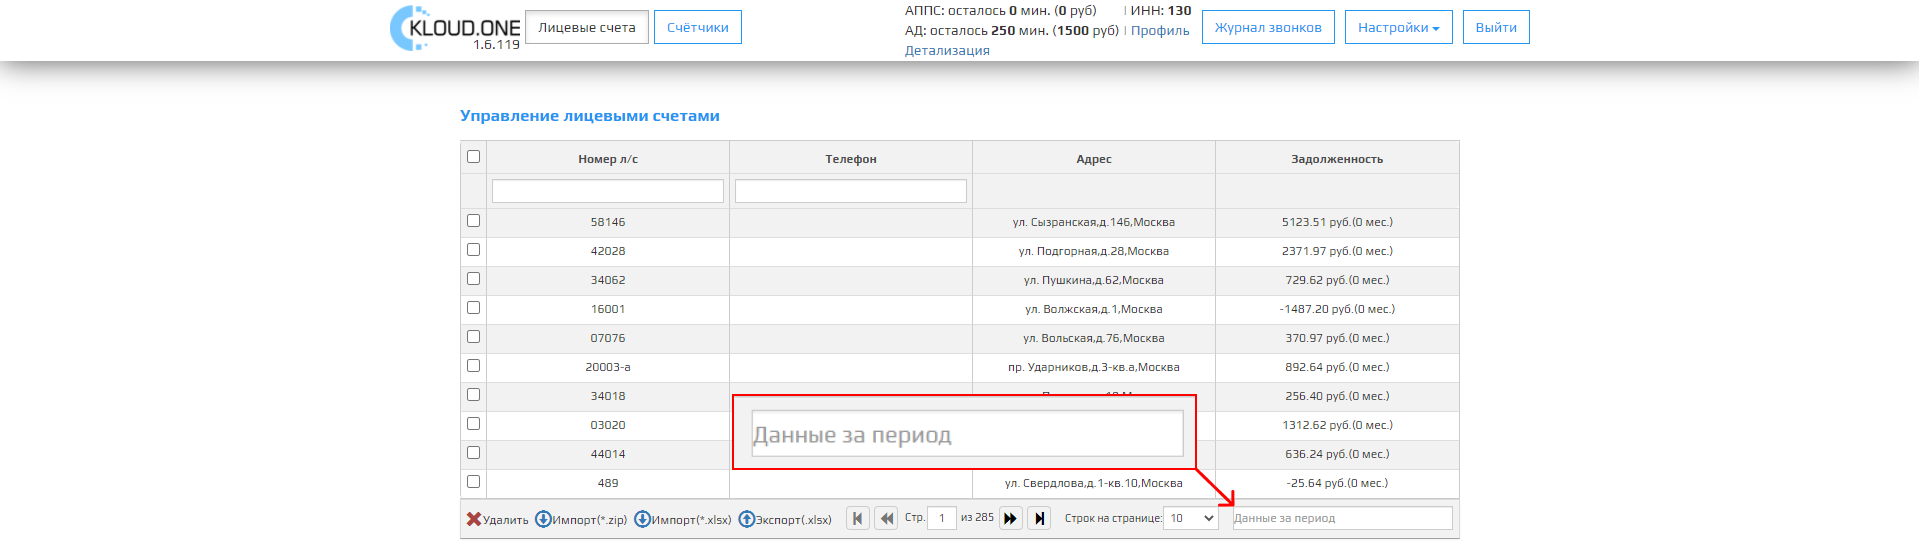 KLOUD.ONE
1.6.119
Лицевые счета
Счётчики
АППС: осталось 0 мин. (0 руб)
АД: осталось 250 мин. (1500 руб)
Детализация
| ИНН: 130
| Профиль
Журнал звонков
Настройки
Выйти
Управление лицевыми счетами
Номер л/с Телефон Адрес Задолженность
58146 ул. Сызранская,д.146,Москва 5123.51 руб.(0 мес.)
42028 ул. Подгорная,д.28,Москва 2371.97 руб.(0 мес.)
34062 ул. Пушкина,д.62,Москва 729.62 руб.(0 мес.)
16001 ул. Волжская,д.1,Москва -1487.20 руб.(0 мес.)
07076 ул. Вольская,д.76,Москва 370.97 руб.(0 мес.)
20003-а пр. Ударников,д.3-кв.а,Москва 892.64 руб.(0 мес.)
34018 256.40 руб.(0 мес.)
03020 1312.62 руб.(0 мес.)
Данные за период
44014 636.24 руб.(0 мес.)
489 ул. Свердлова,д.1-кв.10,Москва -25.64 руб.(0 мес.)
Удалить Импорт(*.zip) Импорт(*.xlsx) Экспорт(.xlsx) Стр. 1 из 285 Строк на странице: 10 Данные за период